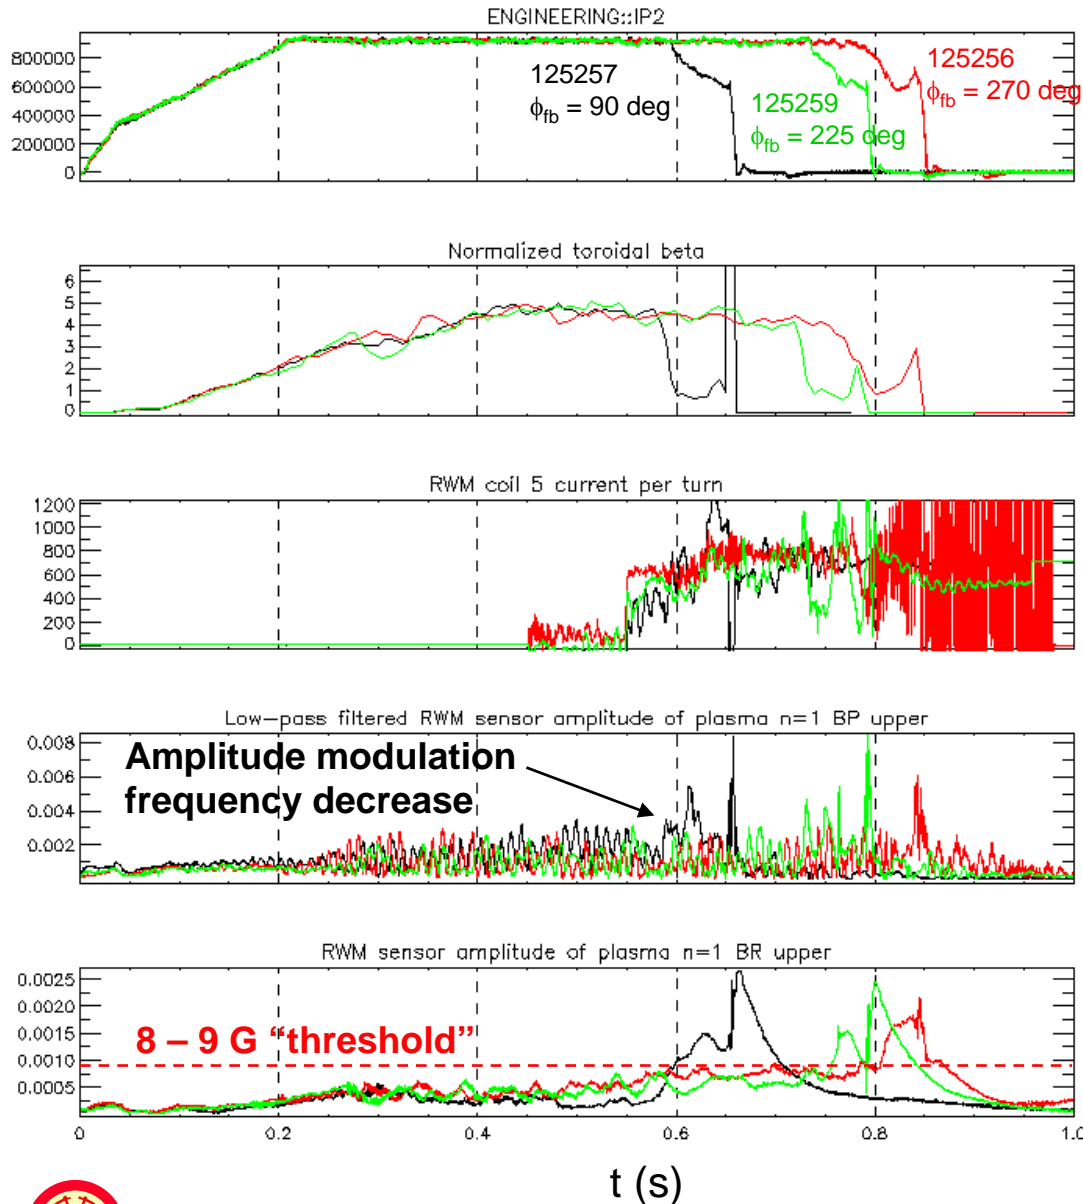 ENGINEERING::IP2
800000
600000
400000
200000
0
125257
ϕfb = 90 deg
125259
ϕfb = 225 deg
125256
ϕfb = 270 deg
Normalized toroidal beta
6
5
4
3
2
1
0
RWM coil 5 current per turn
1200
1000
800
600
400
200
0
Low-pass filtered RWM sensor amplitude of plasma n=1 BP upper
0.008
0.006
0.004
0.002
Amplitude modulation
frequency decrease
RWM sensor amplitude of plasma n=1 BR upper
0.0025
0.0020
0.0015
0.0010
0.0005
8 – 9 G “threshold”
0 0.2 0.4 0.6 0.8 1.0
t (s)